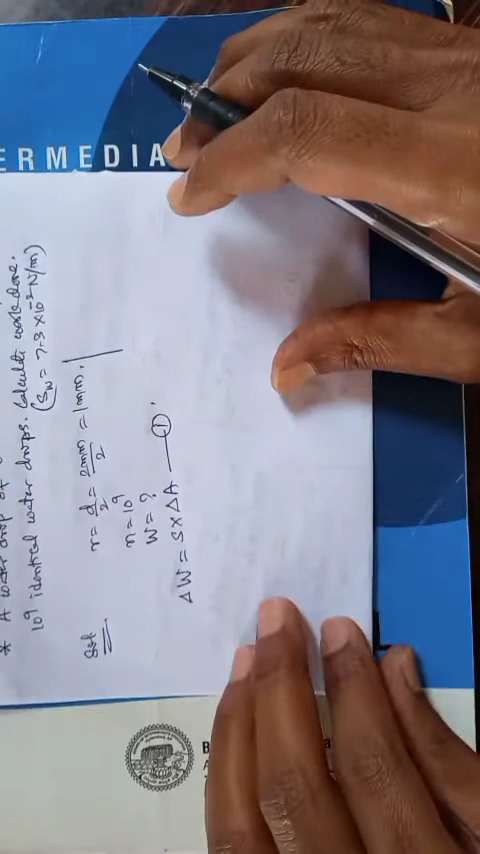 ERMEDIA
* A water drop of
10⁹ identical water drops. Calculate work done.
(S_W = 7.3 × 10⁻² N/m)
Sol
r = d/2 = 2mm/2 = 1mm.
n = 10⁹
W = ?
ΔW = S × ΔA —— ①.